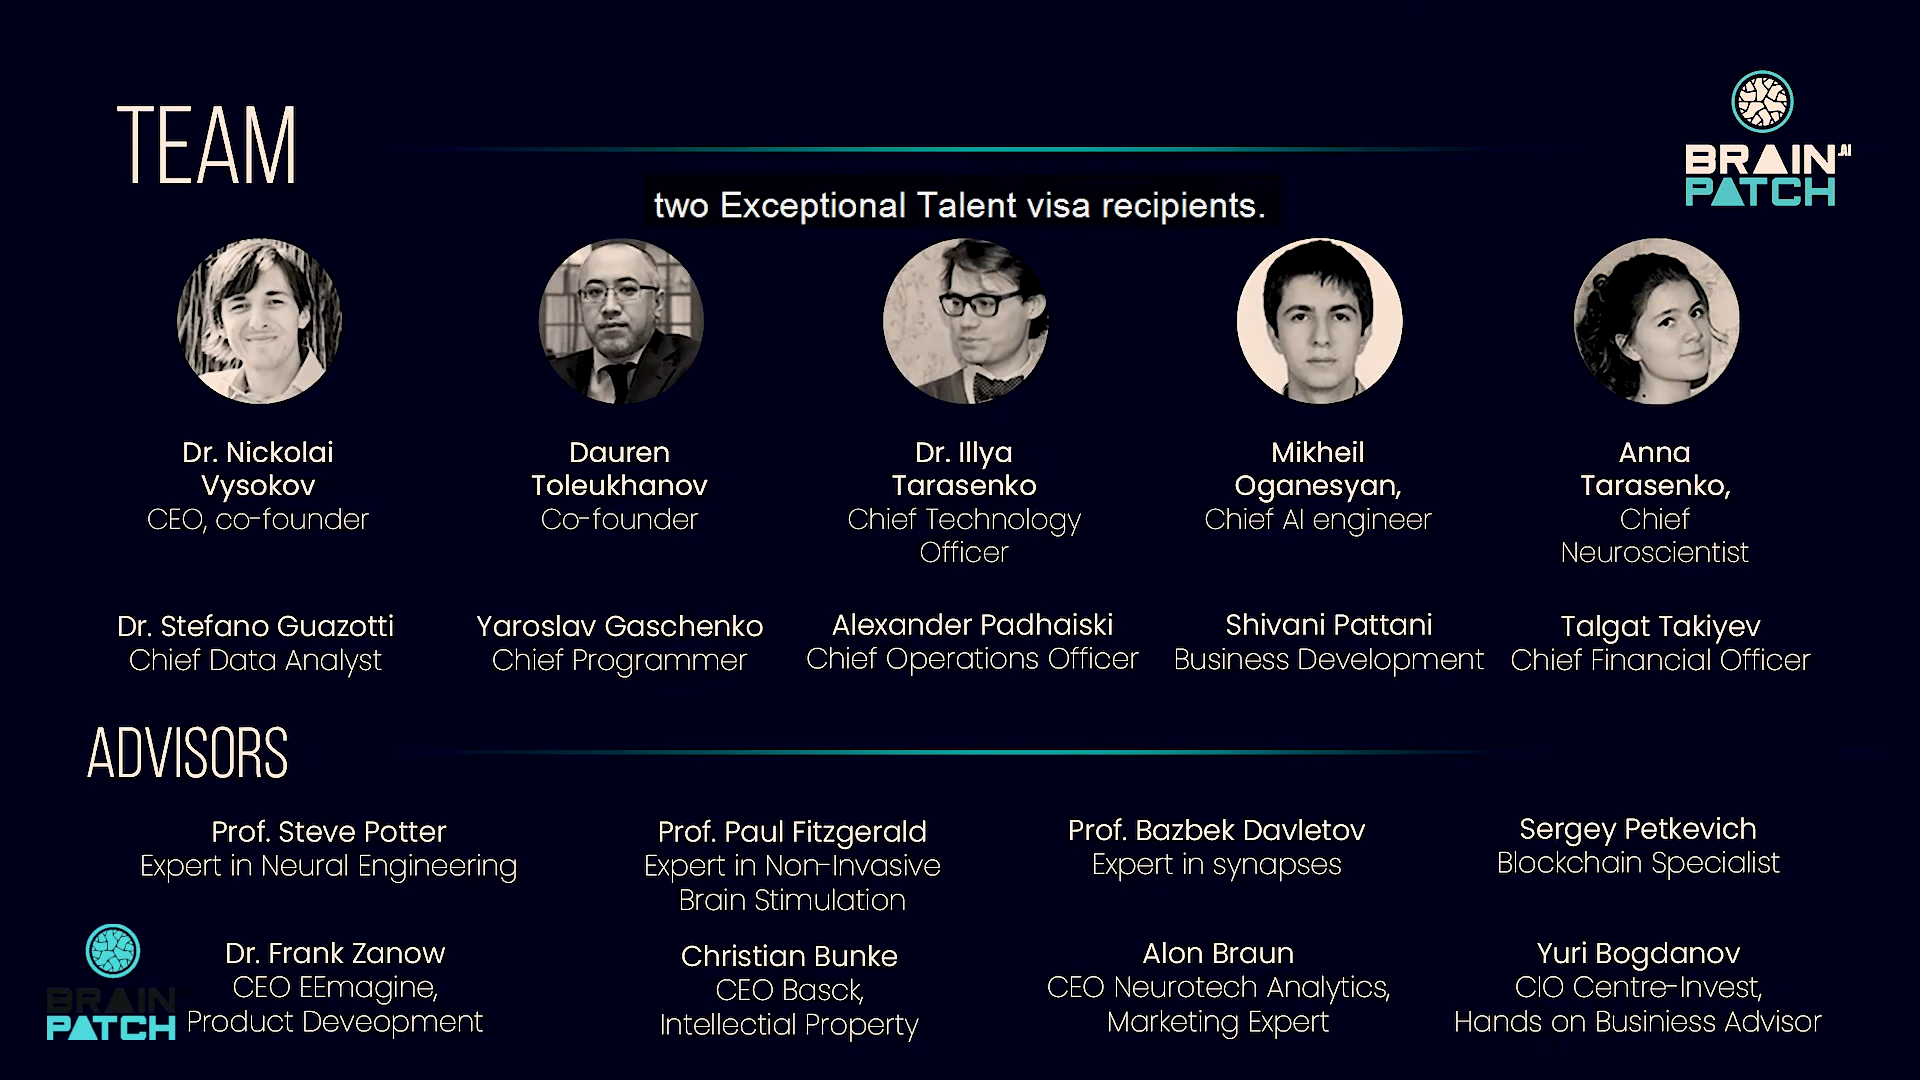 TEAM
BRAIN.AI
PATCH
two Exceptional Talent visa recipients.
Dr. Nickolai
Vysokov
CEO, co-founder
Dauren
Toleukhanov
Co-founder
Dr. Illya
Tarasenko
Chief Technology
Officer
Mikheil
Oganesyan,
Chief AI engineer
Anna
Tarasenko,
Chief
Neuroscientist
Dr. Stefano Guazotti
Chief Data Analyst
Yaroslav Gaschenko
Chief Programmer
Alexander Padhaiski
Chief Operations Officer
Shivani Pattani
Business Development
Talgat Takiyev
Chief Financial Officer
ADVISORS
Prof. Steve Potter
Expert in Neural Engineering
Prof. Paul Fitzgerald
Expert in Non-Invasive
Brain Stimulation
Prof. Bazbek Davletov
Expert in synapses
Sergey Petkevich
Blockchain Specialist
Dr. Frank Zanow
CEO EEmagine,
Product Deveopment
Christian Bunke
CEO Basck,
Intellectial Property
Alon Braun
CEO Neurotech Analytics,
Marketing Expert
Yuri Bogdanov
CIO Centre-Invest,
Hands on Businiess Advisor
BRAIN
PATCH